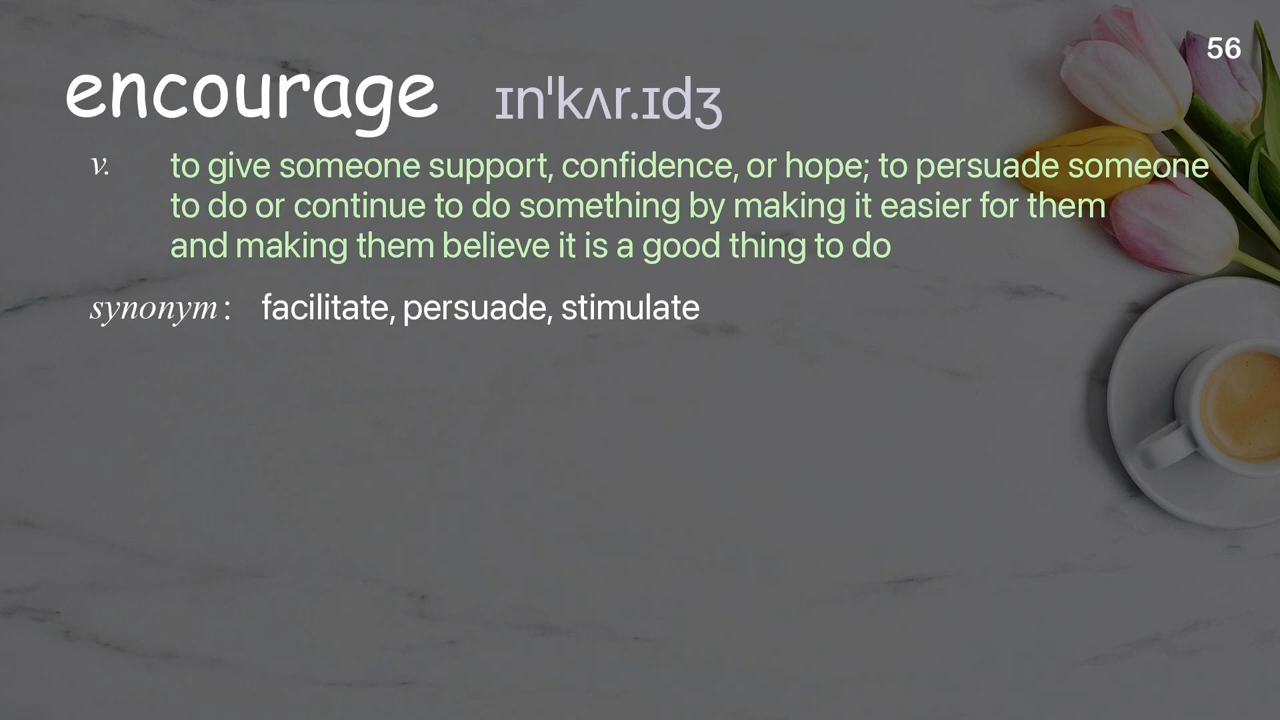 56
encourage ɪnˈkʌr.ɪdʒ
v. to give someone support, confidence, or hope; to persuade someone
to do or continue to do something by making it easier for them
and making them believe it is a good thing to do
synonym: facilitate, persuade, stimulate